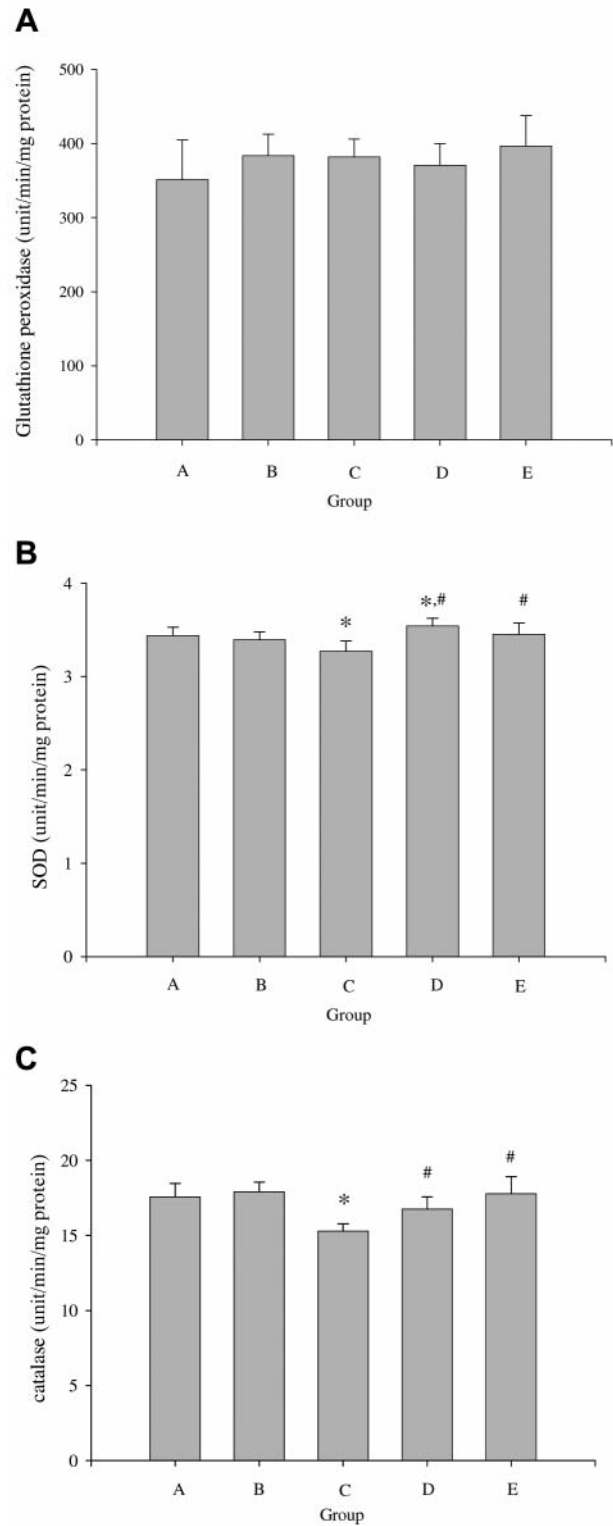 A
Glutathione peroxidase (unit/min/mg protein)
500
400
300
200
100
0
A B C D E
Group
B
SOD (unit/min/mg protein)
4
3
2
1
0
* *,# #
A B C D E
Group
C
catalase (unit/min/mg protein)
25
20
15
10
5
0
* # #
A B C D E
Group